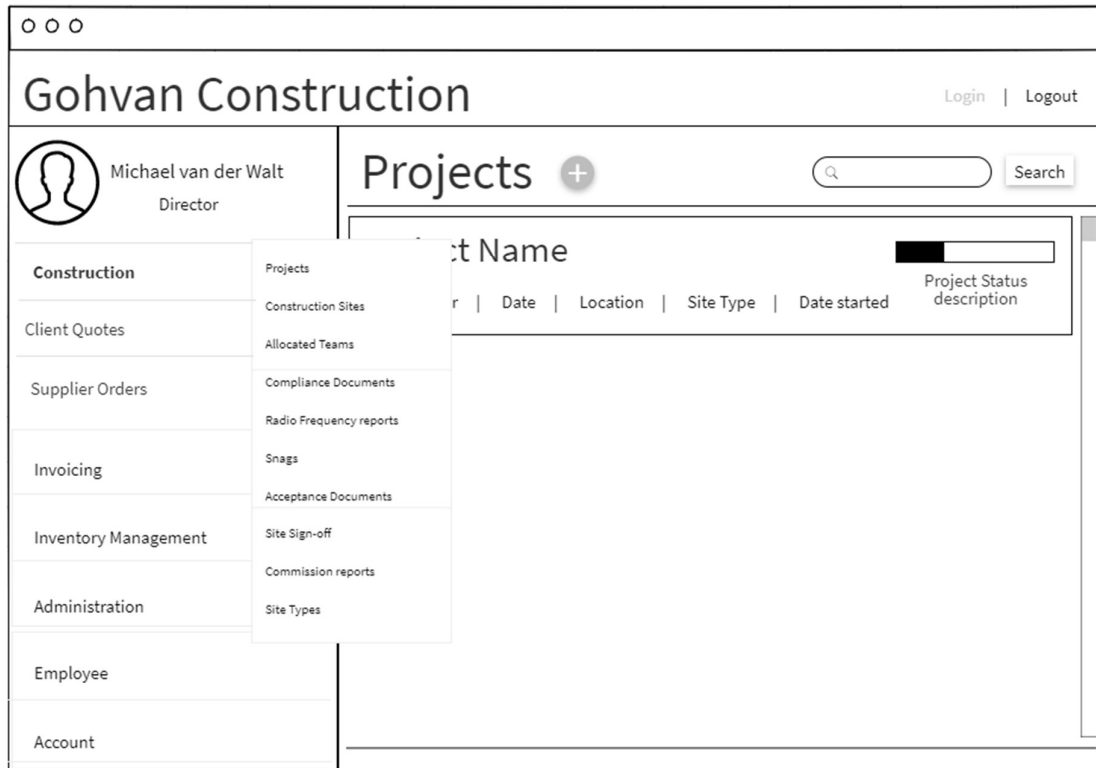 Gohvan Construction
Login | Logout
Michael van der Walt
Director
Construction
Client Quotes
Supplier Orders
Invoicing
Inventory Management
Administration
Employee
Account
Projects
Construction Sites
Allocated Teams
Compliance Documents
Radio Frequency reports
Snags
Acceptance Documents
Site Sign-off
Commission reports
Site Types
Projects +
Search
Name
| Date | Location | Site Type | Date started
Project Status
description